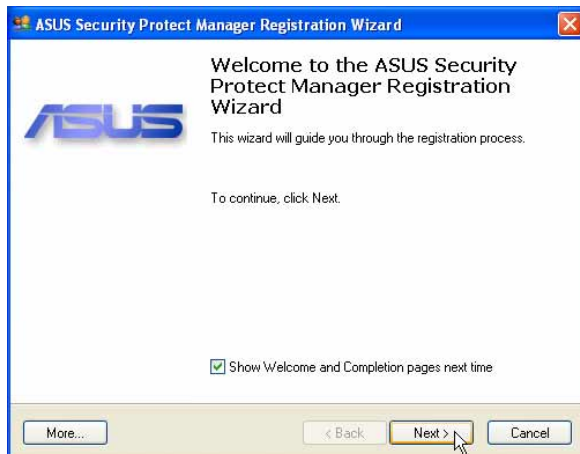 ASUS Security Protect Manager Registration Wizard
ASUS
Welcome to the ASUS Security
Protect Manager Registration
Wizard
This wizard will guide you through the registration process.
To continue, click Next.
Show Welcome and Completion pages next time
More...
< Back
Next >
Cancel